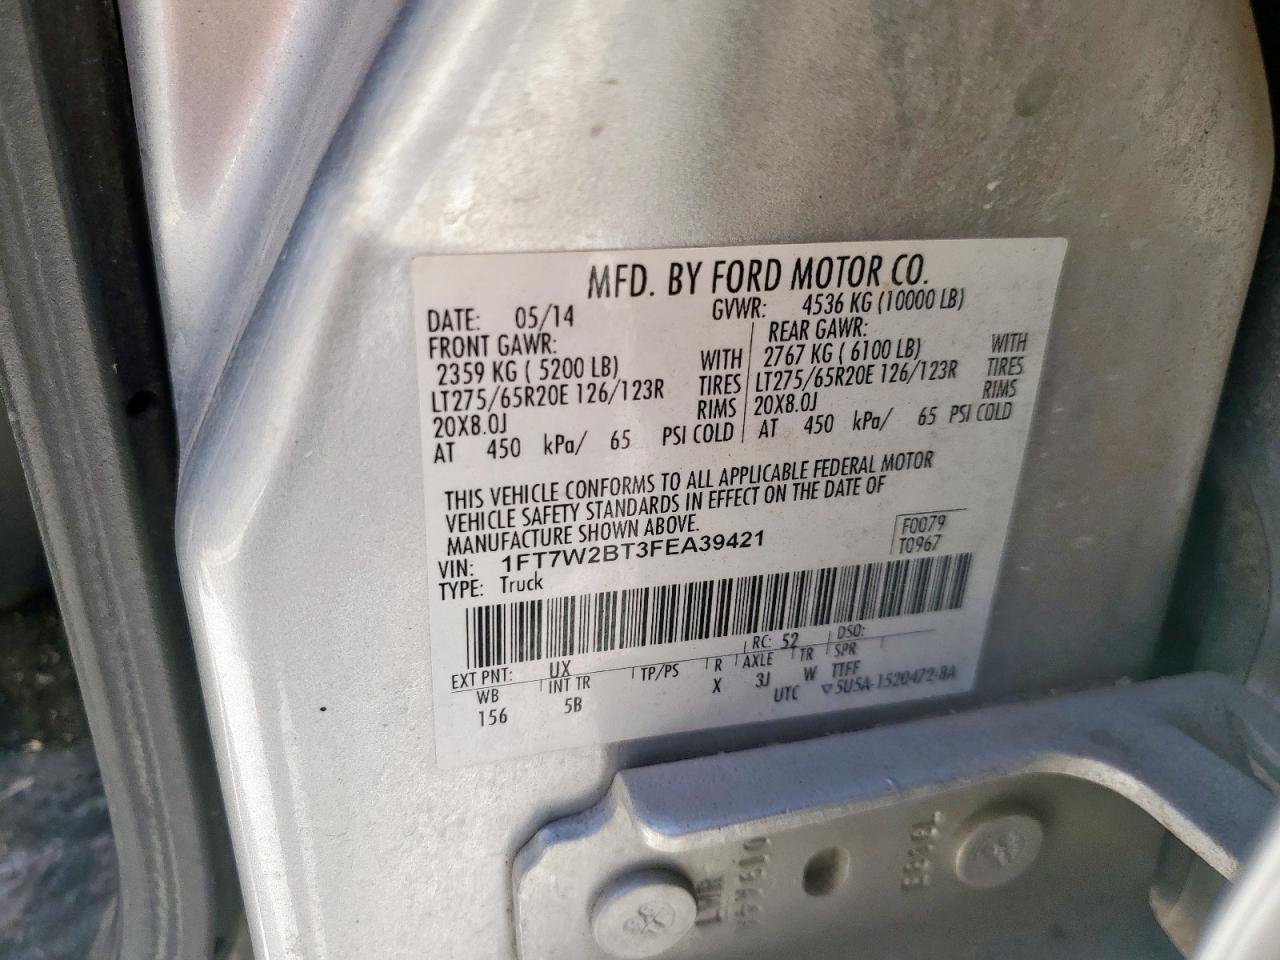 MFD. BY FORD MOTOR CO.
DATE: 05/14 GVWR: 4536 KG (10000 LB)
FRONT GAWR: REAR GAWR:
2359 KG ( 5200 LB) WITH 2767 KG ( 6100 LB) WITH
LT275/65R20E 126/123R TIRES LT275/65R20E 126/123R TIRES
20X8.0J RIMS 20X8.0J RIMS
AT 450 kPa/ 65 PSI COLD AT 450 kPa/ 65 PSI COLD
THIS VEHICLE CONFORMS TO ALL APPLICABLE FEDERAL MOTOR
VEHICLE SAFETY STANDARDS IN EFFECT ON THE DATE OF
MANUFACTURE SHOWN ABOVE.
VIN: 1FT7W2BT3FEA39421 F0079
TYPE: Truck T0967
EXT PNT: UX RC: 52 DSO:
WB INT TR TP/PS R AXLE TR SPR
156 5B X 3J W TTFF
UTC ▽5U5A-1520472-BA